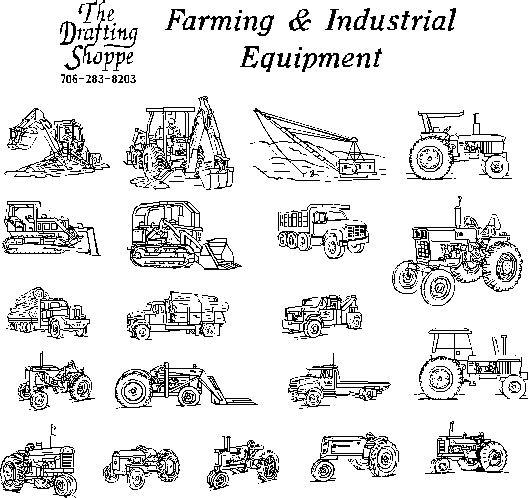 The
Drafting
Shoppe
706-283-8203
Farming & Industrial
Equipment